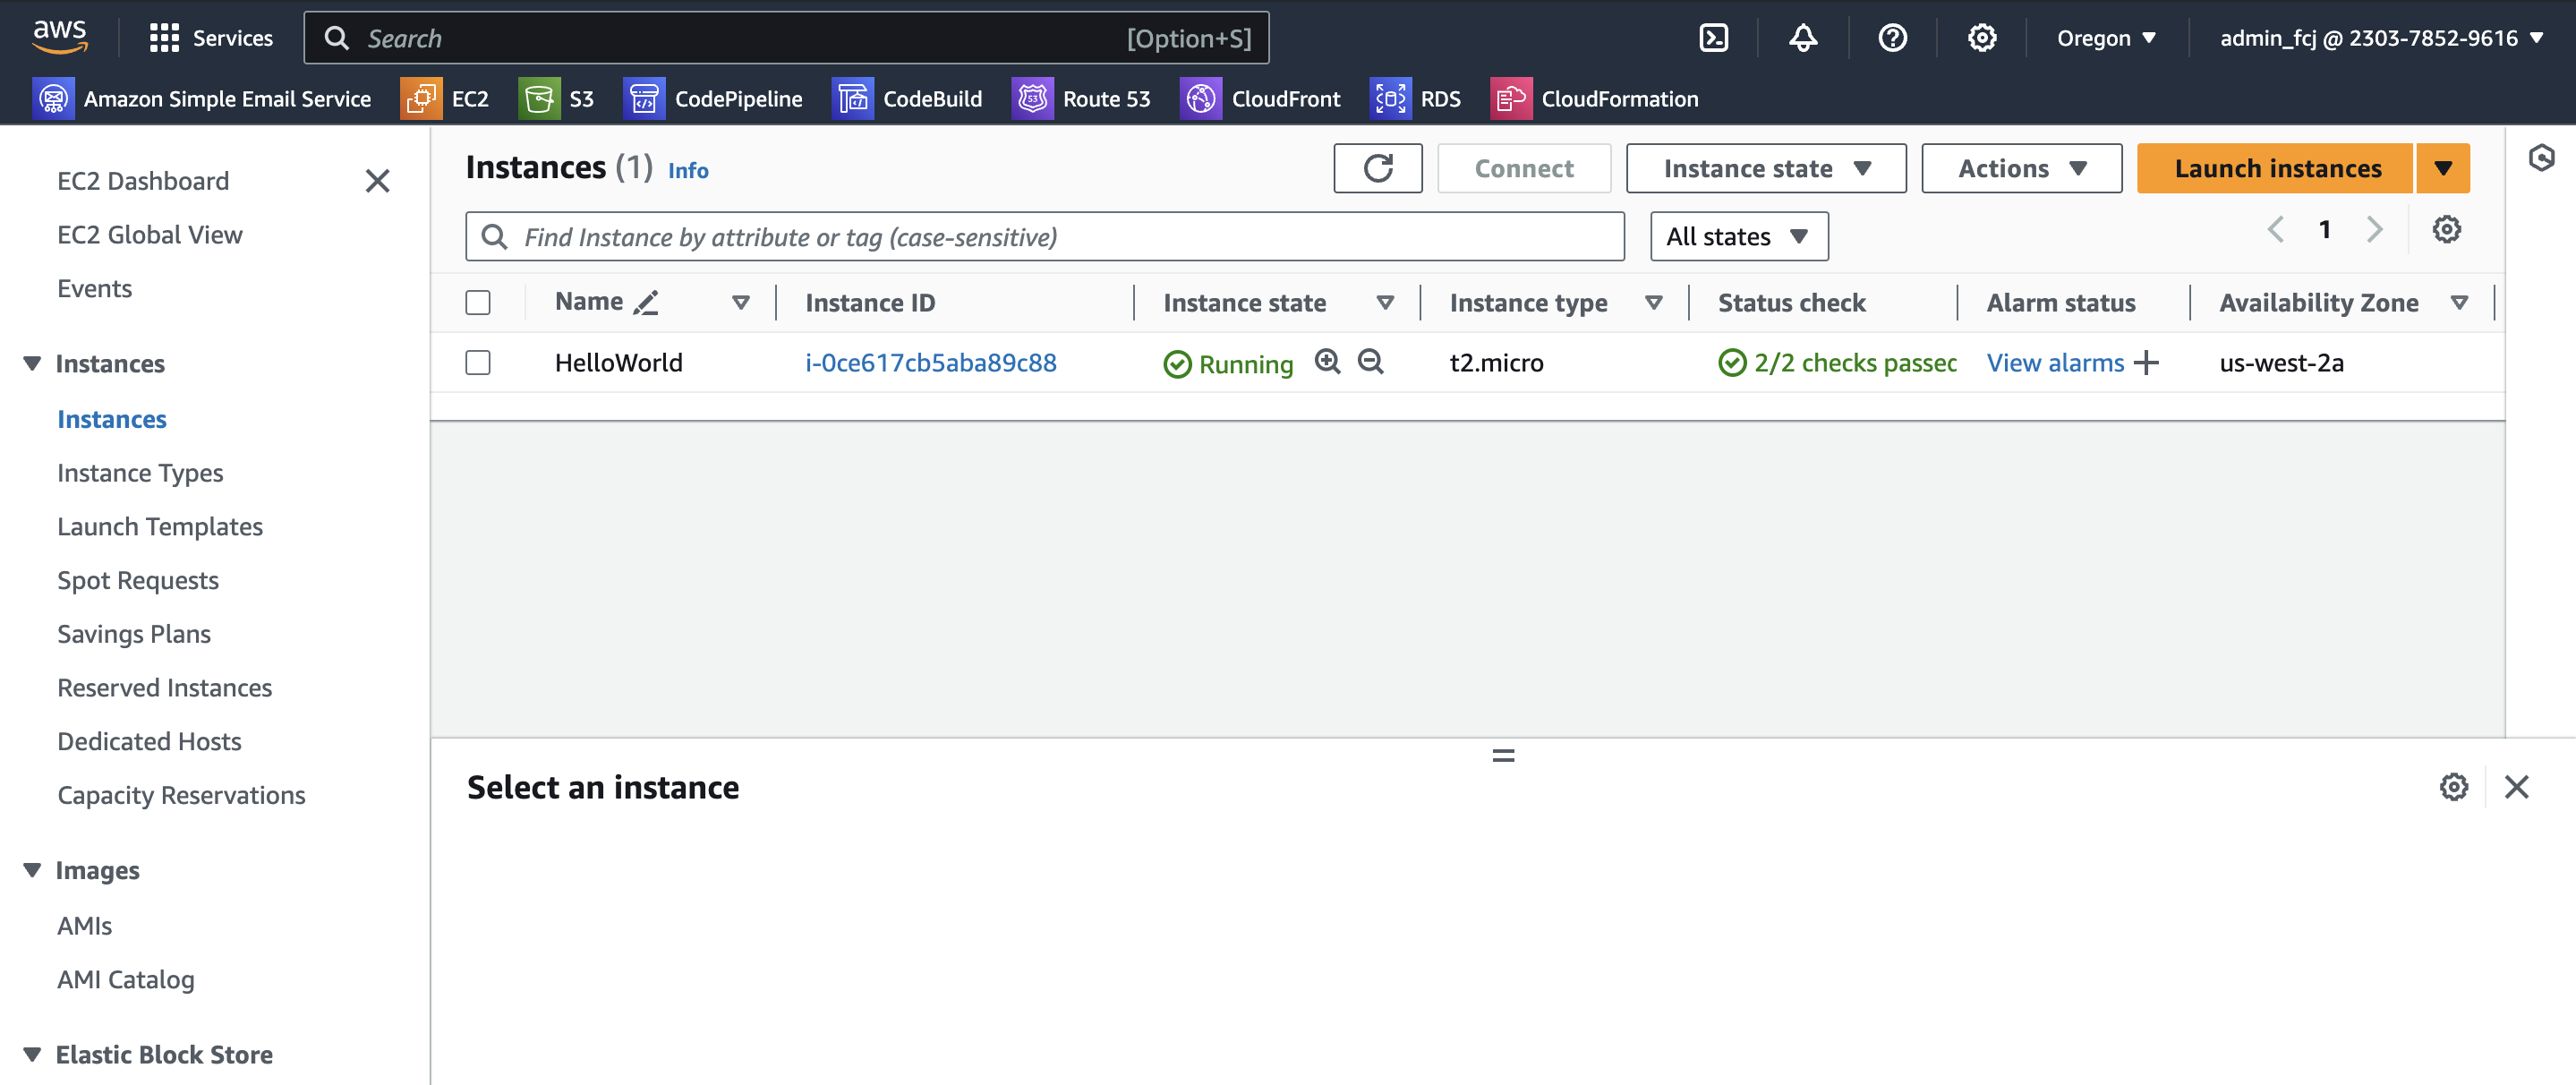 aws Services Search [Option+S] Oregon admin_fcj @ 2303-7852-9616
Amazon Simple Email Service EC2 S3 CodePipeline CodeBuild Route 53 CloudFront RDS CloudFormation
EC2 Dashboard
EC2 Global View
Events
Instances
Instances
Instance Types
Launch Templates
Spot Requests
Savings Plans
Reserved Instances
Dedicated Hosts
Capacity Reservations
Images
AMIs
AMI Catalog
Elastic Block Store
Instances (1) Info Connect Instance state Actions Launch instances
Find Instance by attribute or tag (case-sensitive) All states 1
Name Instance ID Instance state Instance type Status check Alarm status Availability Zone
HelloWorld i-0ce617cb5aba89c88 Running t2.micro 2/2 checks passec View alarms us-west-2a
Select an instance